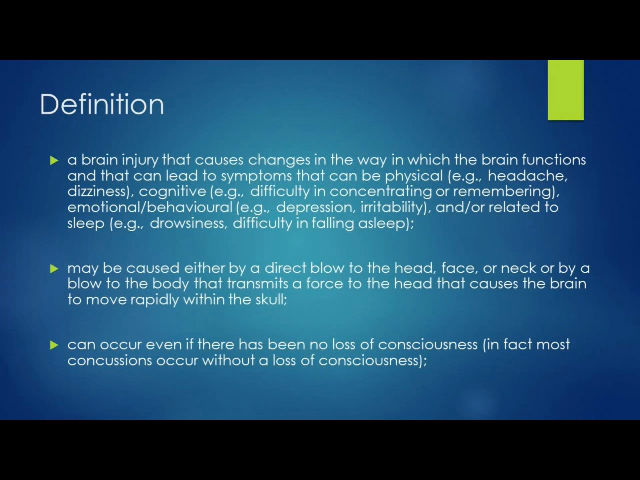 Definition
a brain injury that causes changes in the way in which the brain functions
and that can lead to symptoms that can be physical (e.g., headache,
dizziness), cognitive (e.g., difficulty in concentrating or remembering),
emotional/behavioural (e.g., depression, irritability), and/or related to
sleep (e.g., drowsiness, difficulty in falling asleep);
may be caused either by a direct blow to the head, face, or neck or by a
blow to the body that transmits a force to the head that causes the brain
to move rapidly within the skull;
can occur even if there has been no loss of consciousness (in fact most
concussions occur without a loss of consciousness);